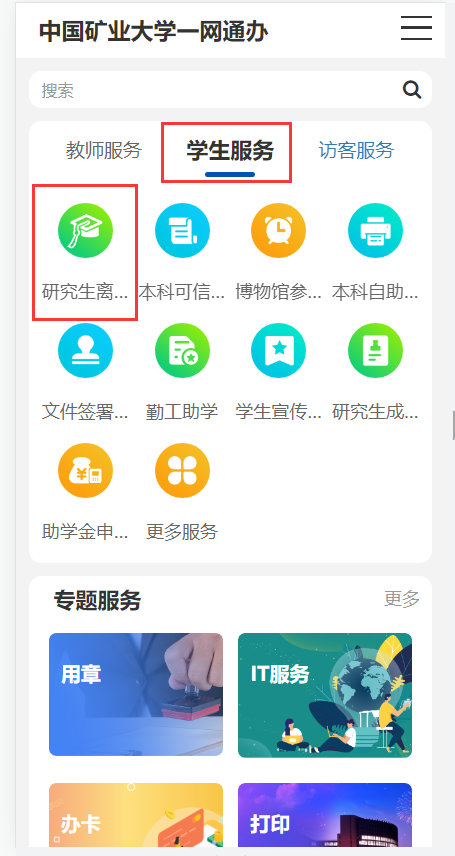 中国矿业大学一网通办
搜索
教师服务 学生服务 访客服务
研究生离... 本科可信... 博物馆参... 本科自助...
文件签署... 勤工助学 学生宣传... 研究生成...
助学金申... 更多服务
专题服务 更多
用章 IT服务
办卡 打印